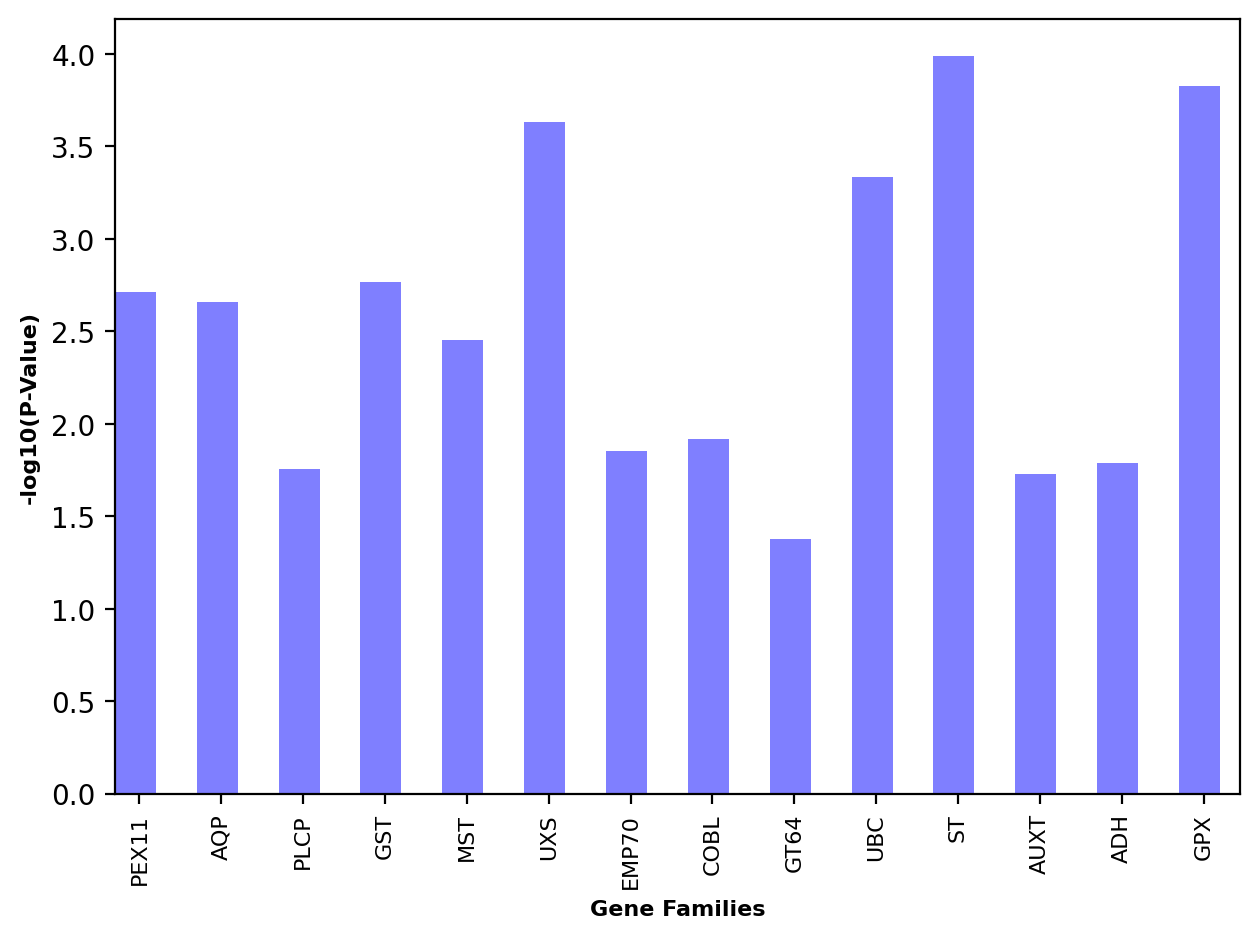 4.0
3.5
3.0
2.5
2.0
1.5
1.0
0.5
0.0
-log10(P-Value)
PEX11
AQP
PLCP
GST
MST
UXS
EMP70
COBL
GT64
UBC
ST
AUXT
ADH
GPX
Gene Families